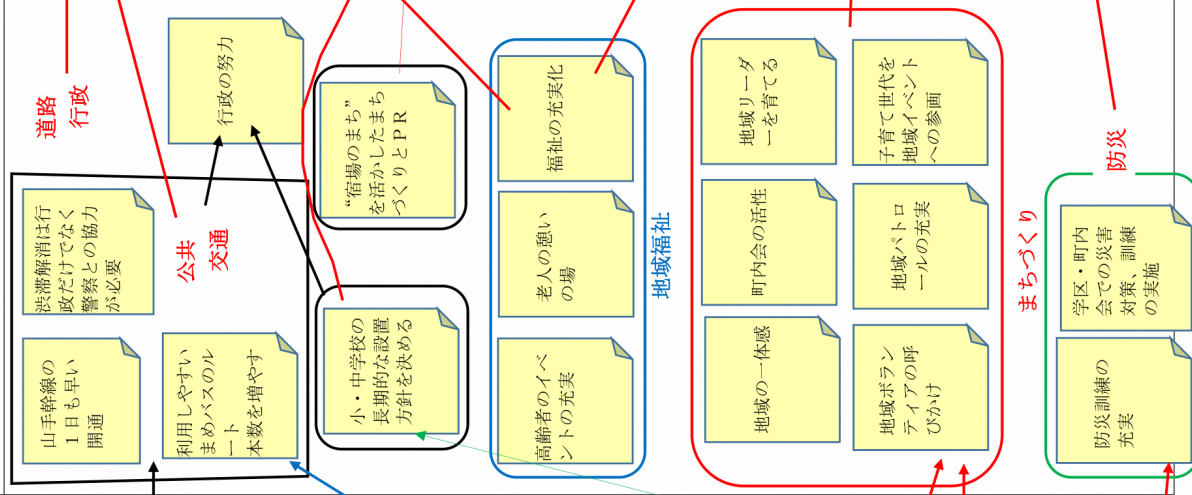 道路
行政
行政の努力
渋滞解消は行
政だけでなく
警察との協力
が必要
公共
交通
山手幹線の
1日も早い
開通
利用しやすい
まめバスのル
ート
本数を増やす
“宿場のまち”
を活かしたまち
づくりとPR
小・中学校の
長期的な設置
方針を決める
福祉の充実化
老人の憩い
の場
高齢者のイベ
ントの充実
地域福祉
地域リーダ
ーを育てる
町内会の活性
地域の一体感
子育て世代を
地域イベント
への参画
地域パトロ
ールの充実
地域ボラン
ティアの呼
びかけ
まちづくり
防災
学区・町内
会での災害
対策、訓練
の実施
防災訓練の
充実